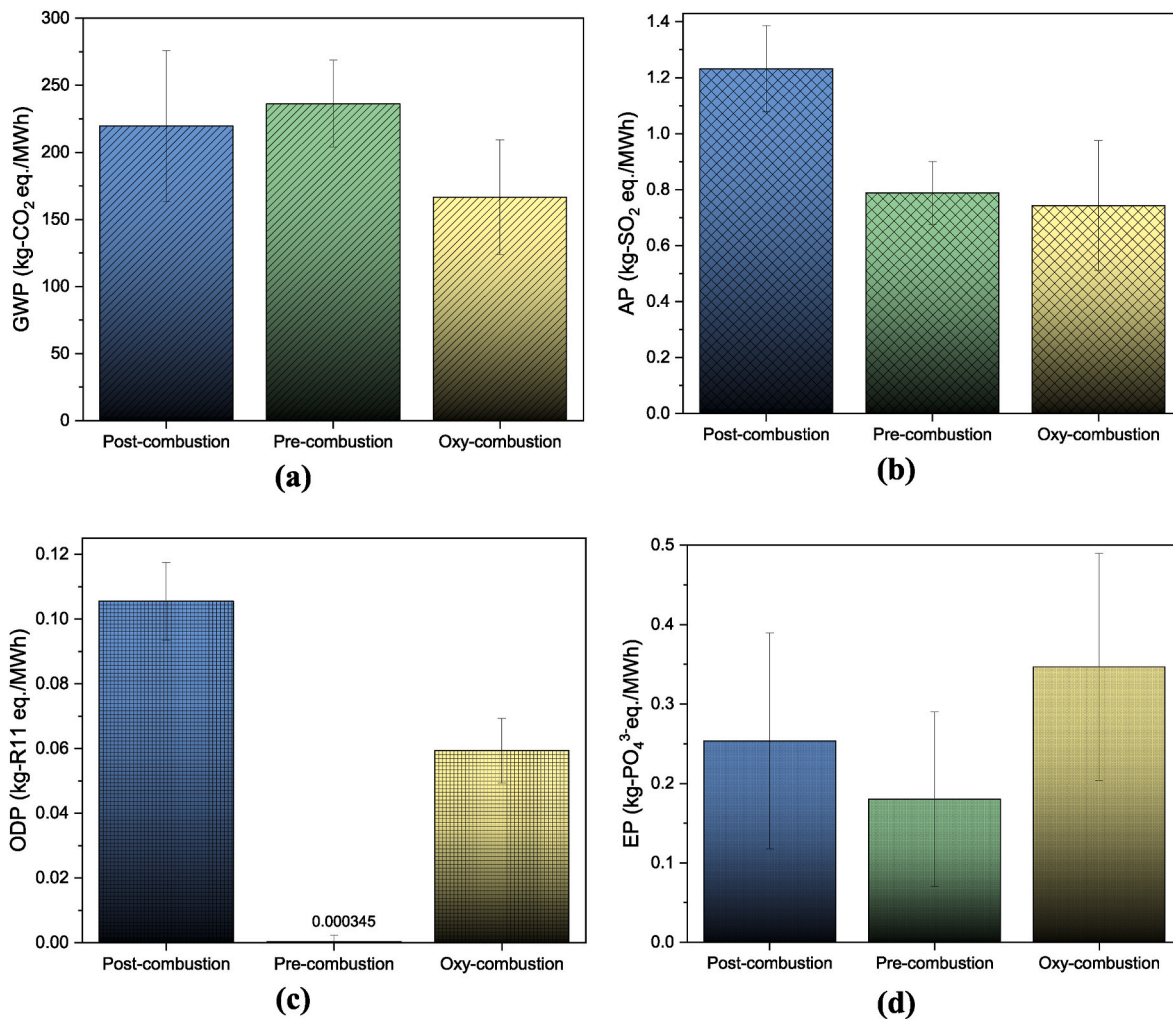 300
250
200
150
100
50
0
GWP (kg-CO₂ eq./MWh)
Post-combustion Pre-combustion Oxy-combustion
(a)
1.4
1.2
1.0
0.8
0.6
0.4
0.2
0.0
AP (kg-SO₂ eq./MWh)
Post-combustion Pre-combustion Oxy-combustion
(b)
0.12
0.10
0.08
0.06
0.04
0.02
0.00
ODP (kg-R11 eq./MWh)
0.000345
Post-combustion Pre-combustion Oxy-combustion
(c)
0.5
0.4
0.3
0.2
0.1
0.0
EP (kg-PO₄³⁻eq./MWh)
Post-combustion Pre-combustion Oxy-combustion
(d)